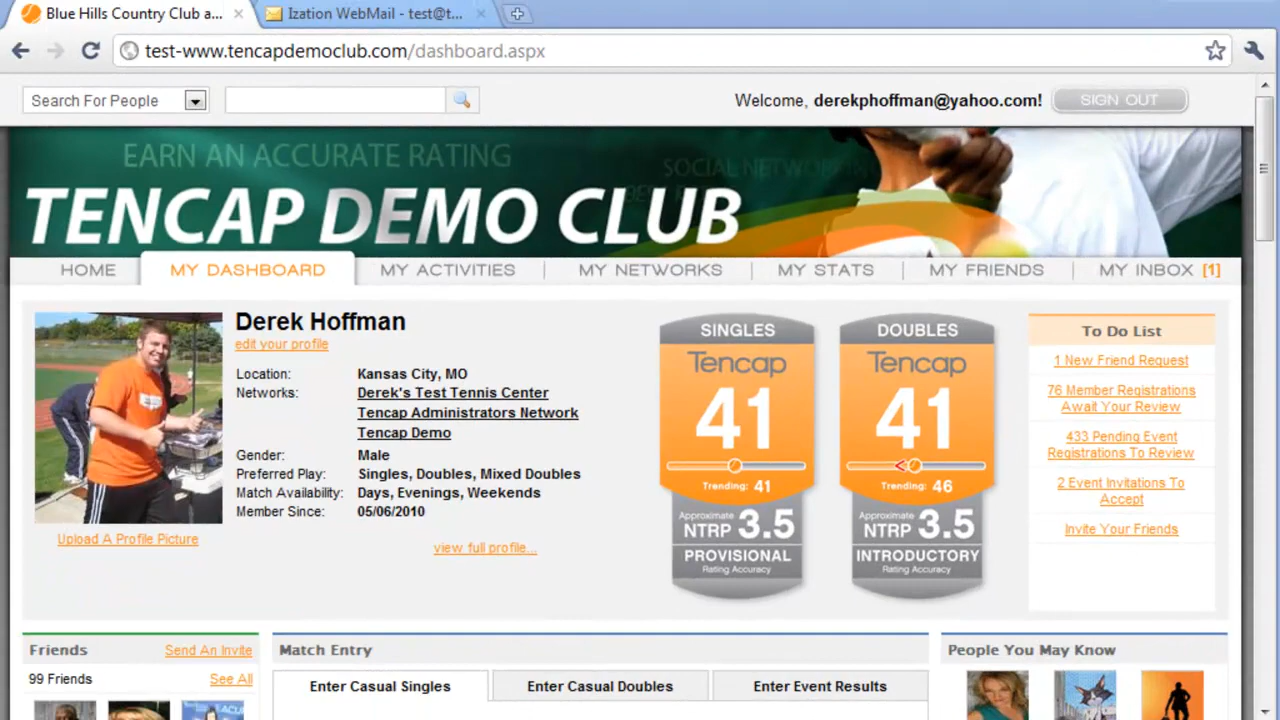 Blue Hills Country Club a...
Ization WebMail - test@t...
test-www.tencapdemoclub.com/dashboard.aspx
Search For People
Welcome, derekphoffman@yahoo.com!
SIGN OUT
EARN AN ACCURATE RATING
SOCIAL NETWORKIN
TENCAP DEMO CLUB
HOME
MY DASHBOARD
MY ACTIVITIES
MY NETWORKS
MY STATS
MY FRIENDS
MY INBOX [1]
Derek Hoffman
edit your profile
Location: Kansas City, MO
Networks: Derek's Test Tennis Center
Tencap Administrators Network
Tencap Demo
Gender: Male
Preferred Play: Singles, Doubles, Mixed Doubles
Match Availability: Days, Evenings, Weekends
Member Since: 05/06/2010
Upload A Profile Picture
view full profile...
SINGLES
Tencap
41
Trending: 41
Approximate
NTRP 3.5
PROVISIONAL
Rating Accuracy
DOUBLES
Tencap
41
Trending: 46
Approximate
NTRP 3.5
INTRODUCTORY
Rating Accuracy
To Do List
1 New Friend Request
76 Member Registrations
Await Your Review
433 Pending Event
Registrations To Review
2 Event Invitations To
Accept
Invite Your Friends
Friends
Send An Invite
99 Friends
See All
Match Entry
Enter Casual Singles
Enter Casual Doubles
Enter Event Results
People You May Know